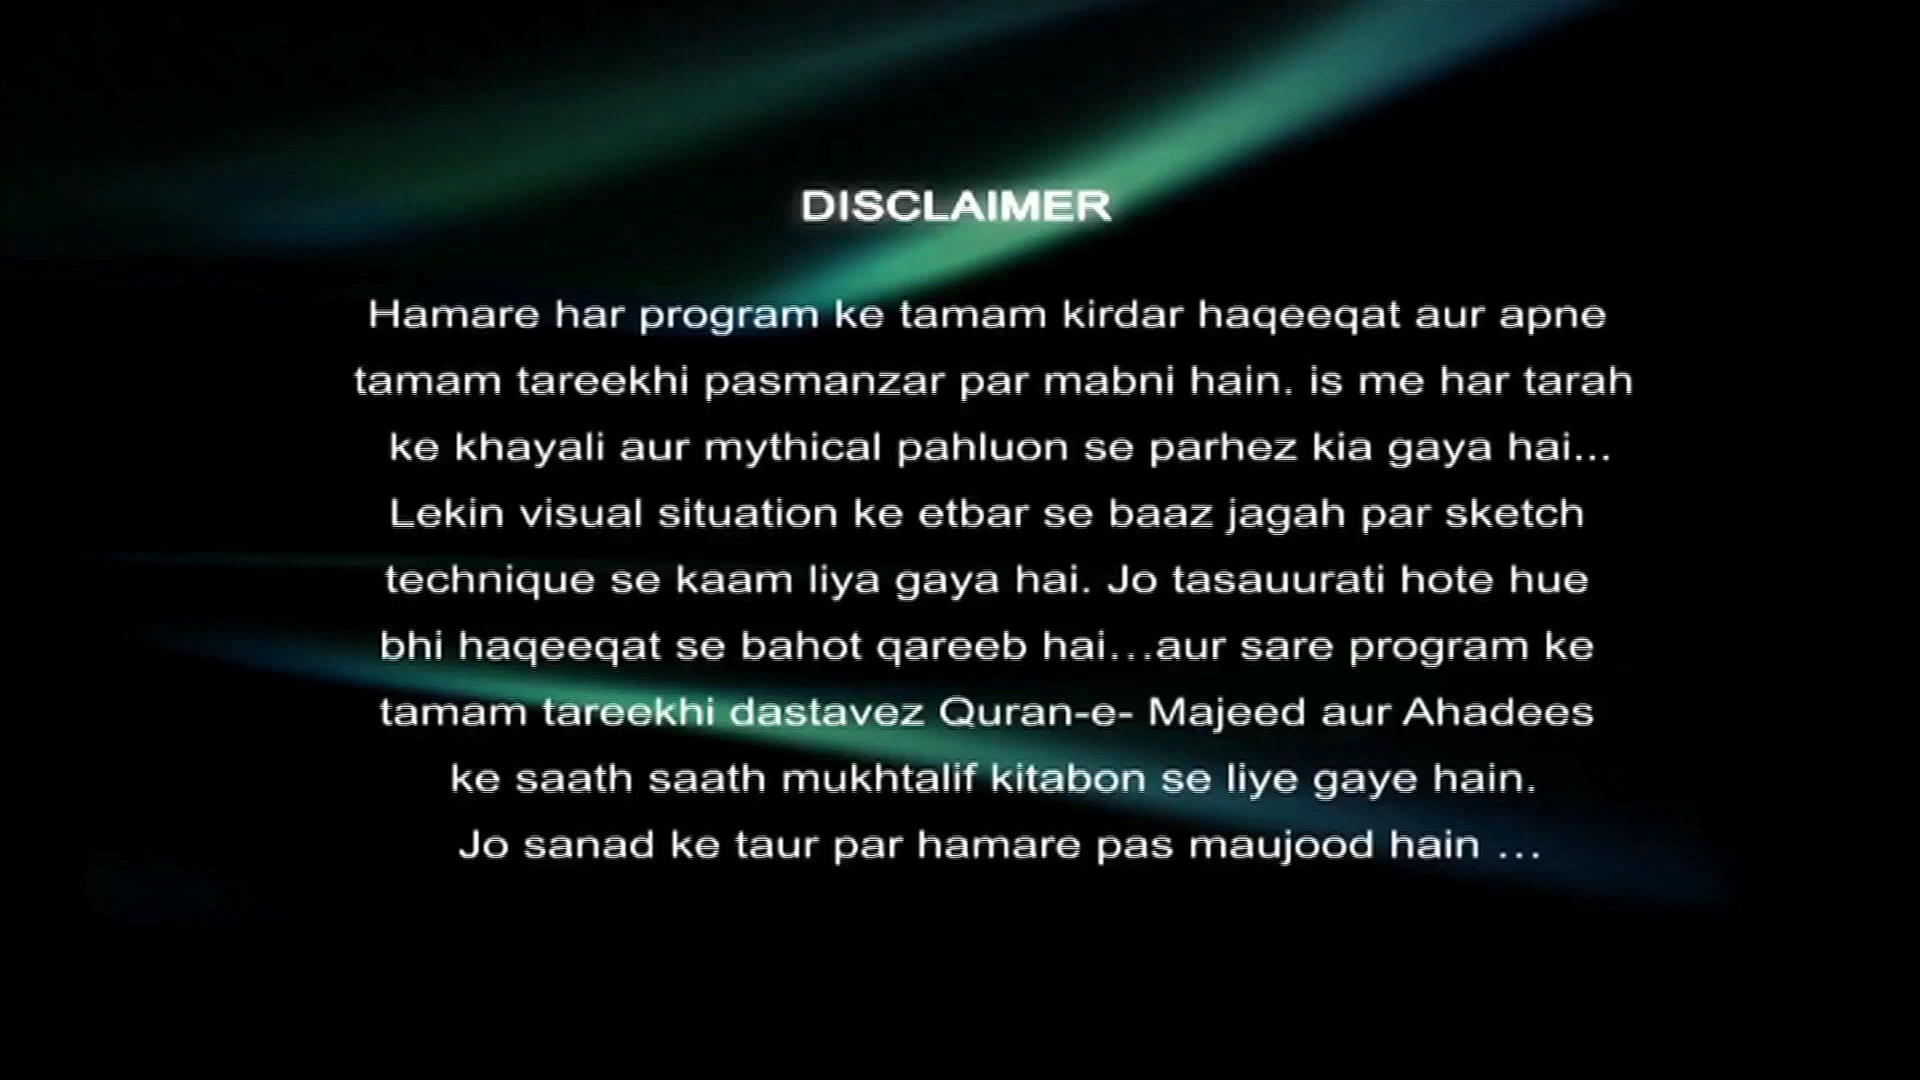 DISCLAIMER
Hamare har program ke tamam kirdar haqeeqat aur apne
tamam tareekhi pasmanzar par mabni hain. is me har tarah
ke khayali aur mythical pahluon se parhez kia gaya hai...
Lekin visual situation ke etbar se baaz jagah par sketch
technique se kaam liya gaya hai. Jo tasauurati hote hue
bhi haqeeqat se bahot qareeb hai...aur sare program ke
tamam tareekhi dastavez Quran-e- Majeed aur Ahadees
ke saath saath mukhtalif kitabon se liye gaye hain.
Jo sanad ke taur par hamare pas maujood hain ...